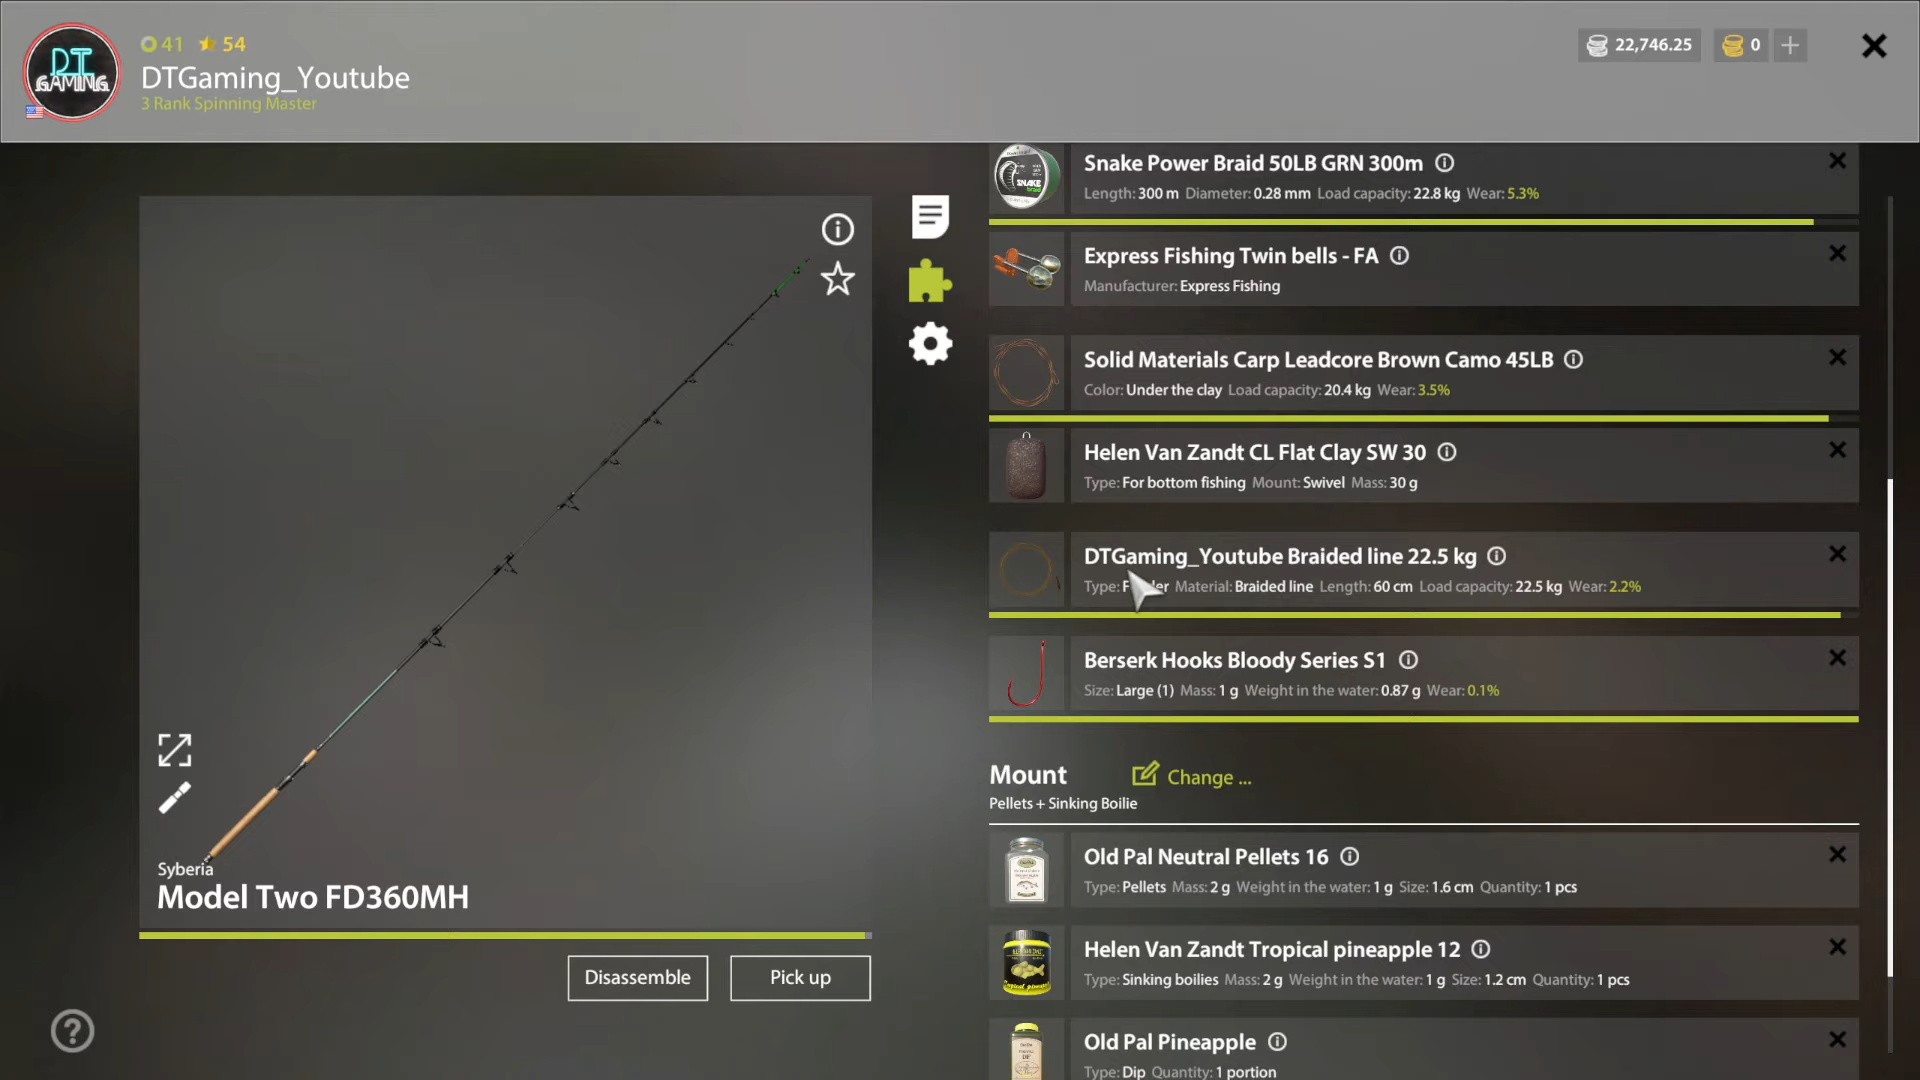 DT
GAMING
41 54
DTGaming_Youtube
3 Rank Spinning Master
22,746.25
0
Syberia
Model Two FD360MH
Disassemble
Pick up
Snake Power Braid 50LB GRN 300m
Length: 300 m Diameter: 0.28 mm Load capacity: 22.8 kg Wear: 5.3%
SNAKE
Express Fishing Twin bells - FA
Manufacturer: Express Fishing
Solid Materials Carp Leadcore Brown Camo 45LB
Color: Under the clay Load capacity: 20.4 kg Wear: 3.5%
Helen Van Zandt CL Flat Clay SW 30
Type: For bottom fishing Mount: Swivel Mass: 30 g
DTGaming_Youtube Braided line 22.5 kg
Type: Material: Braided line Length: 60 cm Load capacity: 22.5 kg Wear: 2.2%
Berserk Hooks Bloody Series S1
Size: Large (1) Mass: 1 g Weight in the water: 0.87 g Wear: 0.1%
Mount Change ...
Pellets + Sinking Boilie
Old Pal Neutral Pellets 16
Type: Pellets Mass: 2 g Weight in the water: 1 g Size: 1.6 cm Quantity: 1 pcs
Helen Van Zandt Tropical pineapple 12
Type: Sinking boilies Mass: 2 g Weight in the water: 1 g Size: 1.2 cm Quantity: 1 pcs
Old Pal Pineapple
Type: Dip Quantity: 1 portion